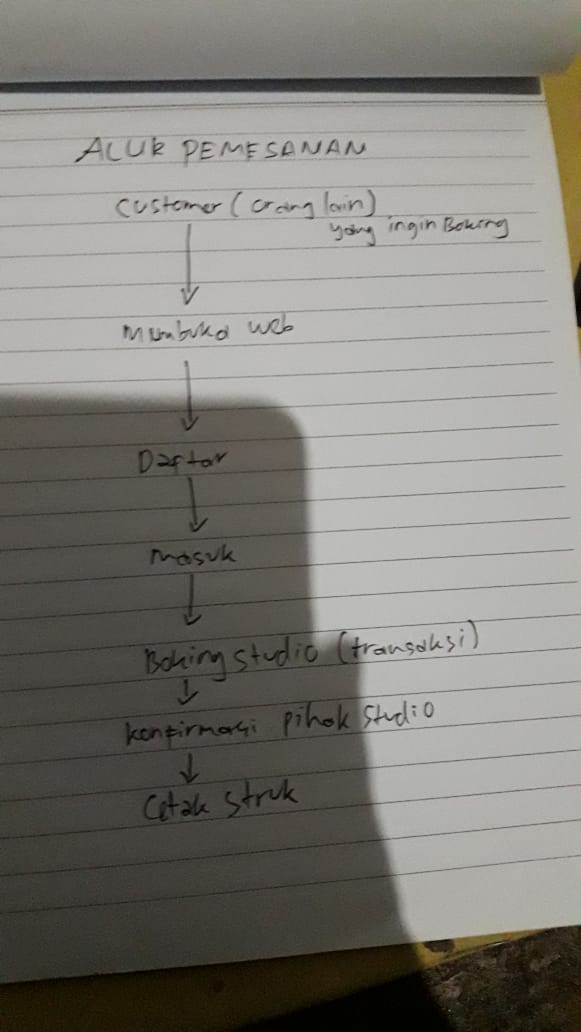 ALUR PEMESANAN
Customer (orang lain)
yang ingin Boking
Membuka web
Daftar
masuk
Boking studio (transaksi)
konfirmasi pihak studio
Cetak struk